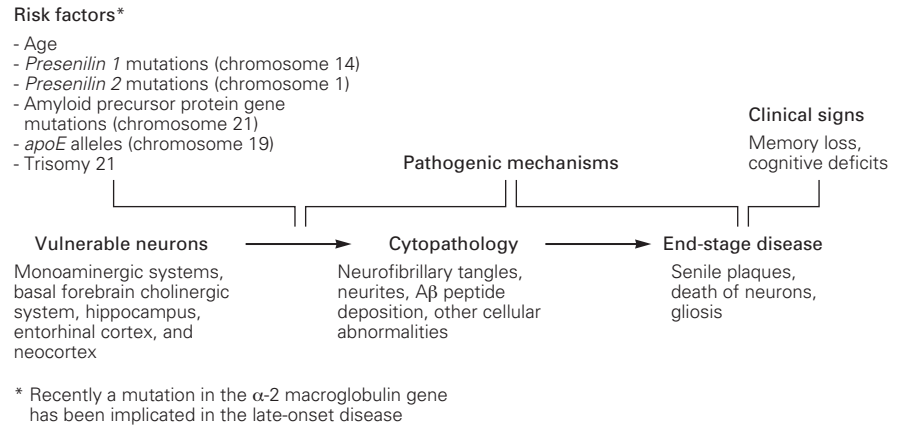 Risk factors*
- Age
- Presenilin 1 mutations (chromosome 14)
- Presenilin 2 mutations (chromosome 1)
- Amyloid precursor protein gene
mutations (chromosome 21)
- apoE alleles (chromosome 19)
- Trisomy 21
Pathogenic mechanisms
Clinical signs
Memory loss,
cognitive deficits
Vulnerable neurons
Monoaminergic systems,
basal forebrain cholinergic
system, hippocampus,
entorhinal cortex, and
neocortex
Cytopathology
Neurofibrillary tangles,
neurites, Aβ peptide
deposition, other cellular
abnormalities
End-stage disease
Senile plaques,
death of neurons,
gliosis
* Recently a mutation in the α-2 macroglobulin gene
has been implicated in the late-onset disease